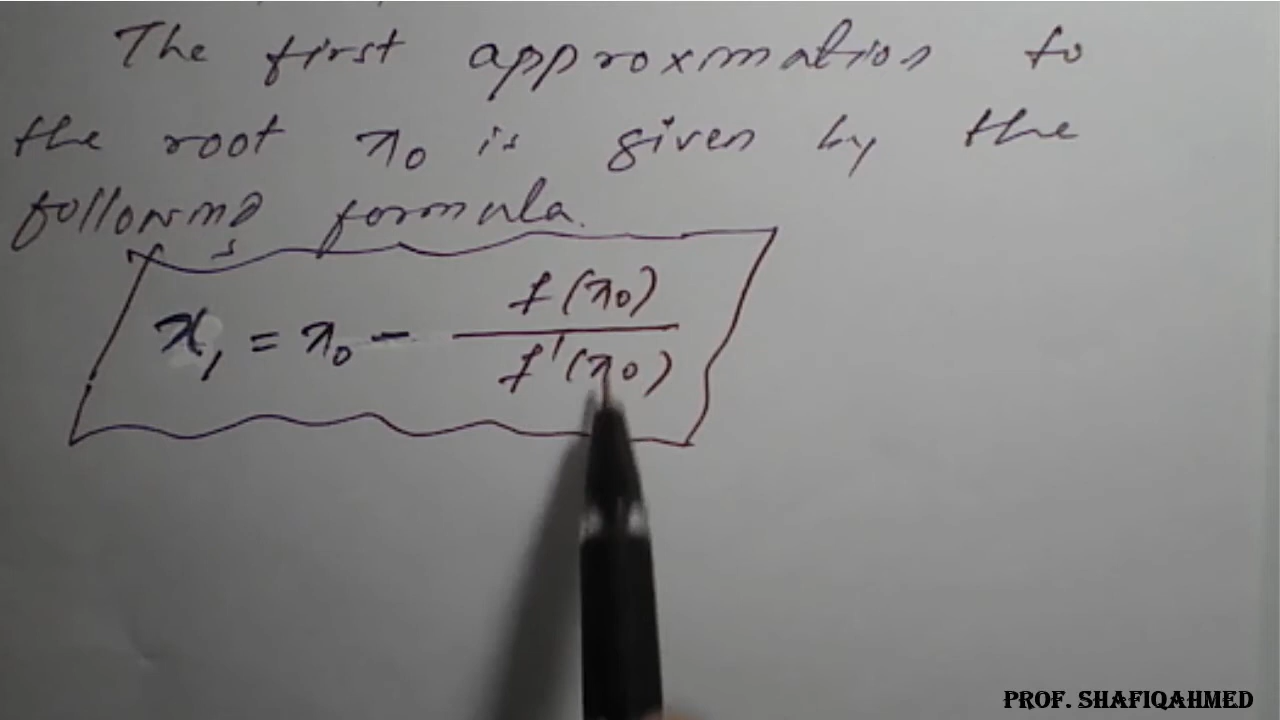 The first approximation to
the root x₀ is given by the
following formula.
x₁ = x₀ - f(x₀) / f'(x₀)
PROF. SHAFIQAHMED